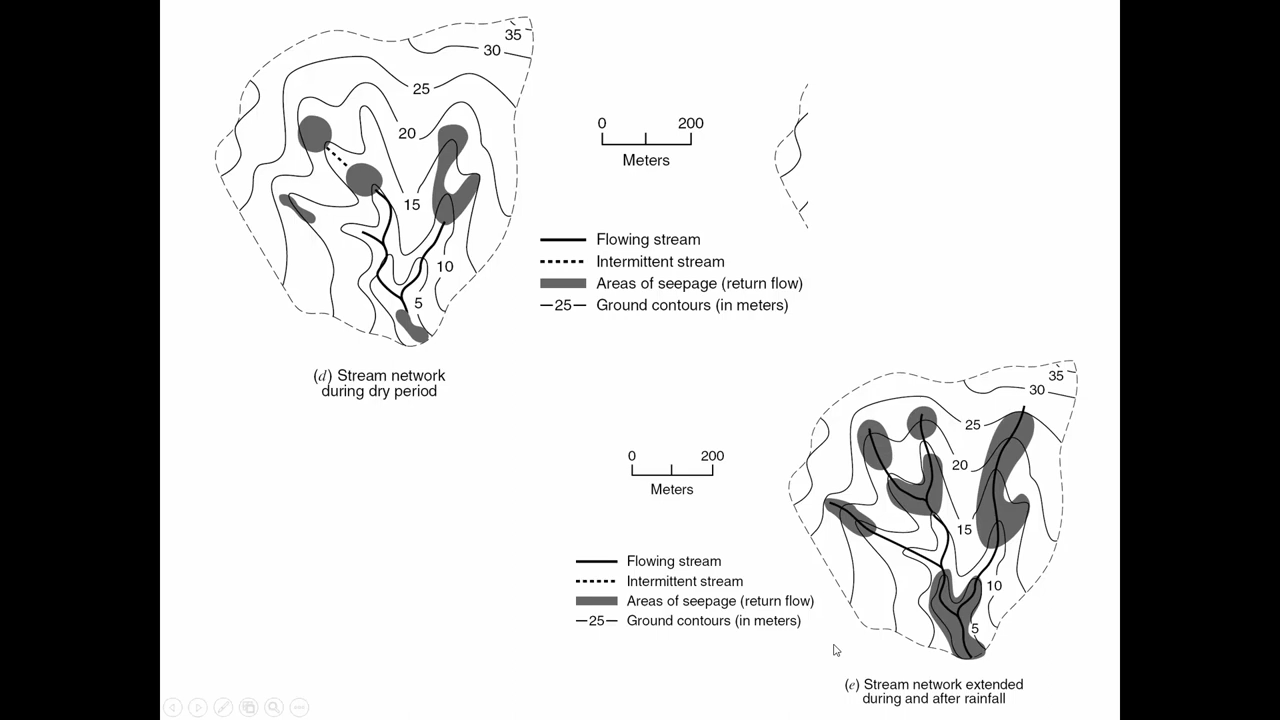 35
30
25
20
15
10
5
0 200
Meters
Flowing stream
Intermittent stream
Areas of seepage (return flow)
25 Ground contours (in meters)
(d) Stream network
during dry period
35
30
25
20
15
10
5
0 200
Meters
Flowing stream
Intermittent stream
Areas of seepage (return flow)
25 Ground contours (in meters)
(e) Stream network extended
during and after rainfall